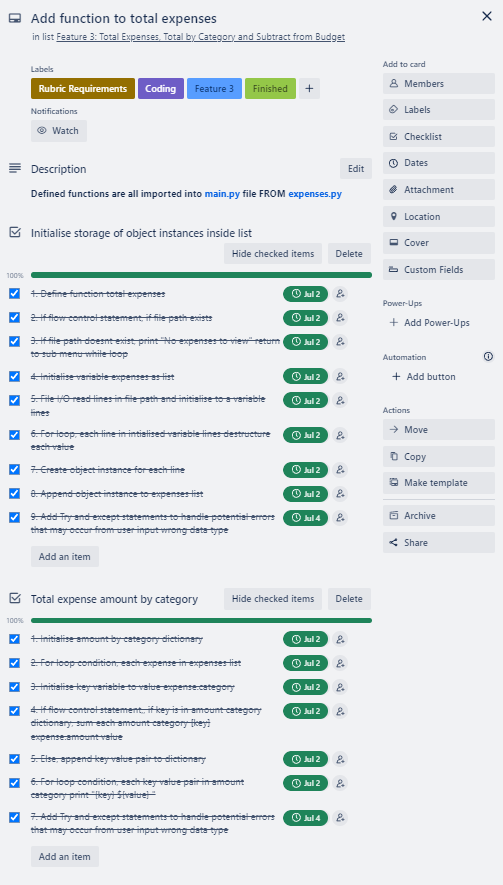 Add function to total expenses
in list Feature 3: Total Expenses, Total by Category and Subtract from Budget
Labels
Rubric Requirements Coding Feature 3 Finished
Notifications
Watch
Description
Edit
Defined functions are all imported into main.py file FROM expenses.py
Initialise storage of object instances inside list
Hide checked items Delete
100%
1. Define function total expenses Jul 2
2. If flow control statement, if file path exists Jul 2
3. If file path doesnt exist, print "No expenses to view" return Jul 2
to sub menu while loop
4. Initialise variable expenses as list Jul 2
5. File I/O read lines in file path and initialise to a variable Jul 2
lines
6. For loop, each line in intialised variable lines destructure Jul 2
each value
7. Create object instance for each line Jul 2
8. Append object instance to expenses list Jul 2
9. Add Try and except statements to handle potential errors Jul 4
that may occur from user input wrong data type
Add an item
Total expense amount by category
Hide checked items Delete
100%
1. Initialise amount by category dictionary Jul 2
2. For loop condition, each expense in expenses list Jul 2
3. Initialise key variable to value expense.category Jul 2
4. If flow control statement,, if key is in amount category Jul 2
dictionary, sum each amount category [key]
expense.amount value
5. Else, append key value pair to dictionary Jul 2
6. For loop condition, each key value pair in amount Jul 2
category print "{key} ${value} "
7. Add Try and except statements to handle potential errors Jul 4
that may occur from user input wrong data type
Add an item
Add to card
Members
Labels
Checklist
Dates
Attachment
Location
Cover
Custom Fields
Power-Ups
Add Power-Ups
Automation
Add button
Actions
Move
Copy
Make template
Archive
Share